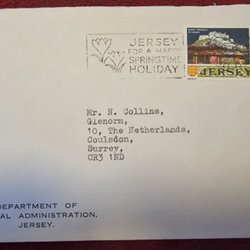 JERSEY
FOR A HAPPY
SPRINGTIME
HOLIDAY
JERSEY
Mr. N. Collins,
Glenorm,
10, The Netherlands,
Coulsdon,
Surrey,
CR3 1ND
DEPARTMENT OF
AL ADMINISTRATION,
JERSEY.